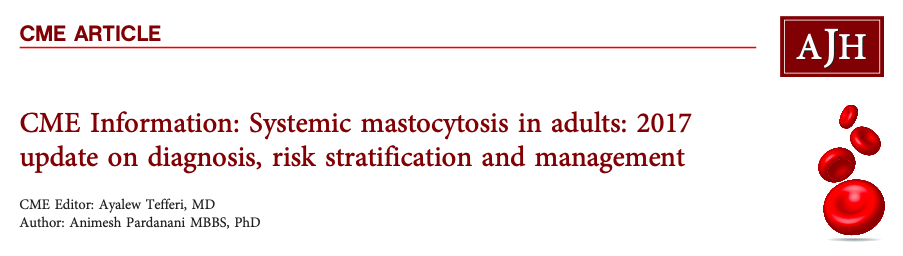 CME ARTICLE
AJH
CME Information: Systemic mastocytosis in adults: 2017
update on diagnosis, risk stratification and management
CME Editor: Ayalew Tefferi, MD
Author: Animesh Pardanani MBBS, PhD